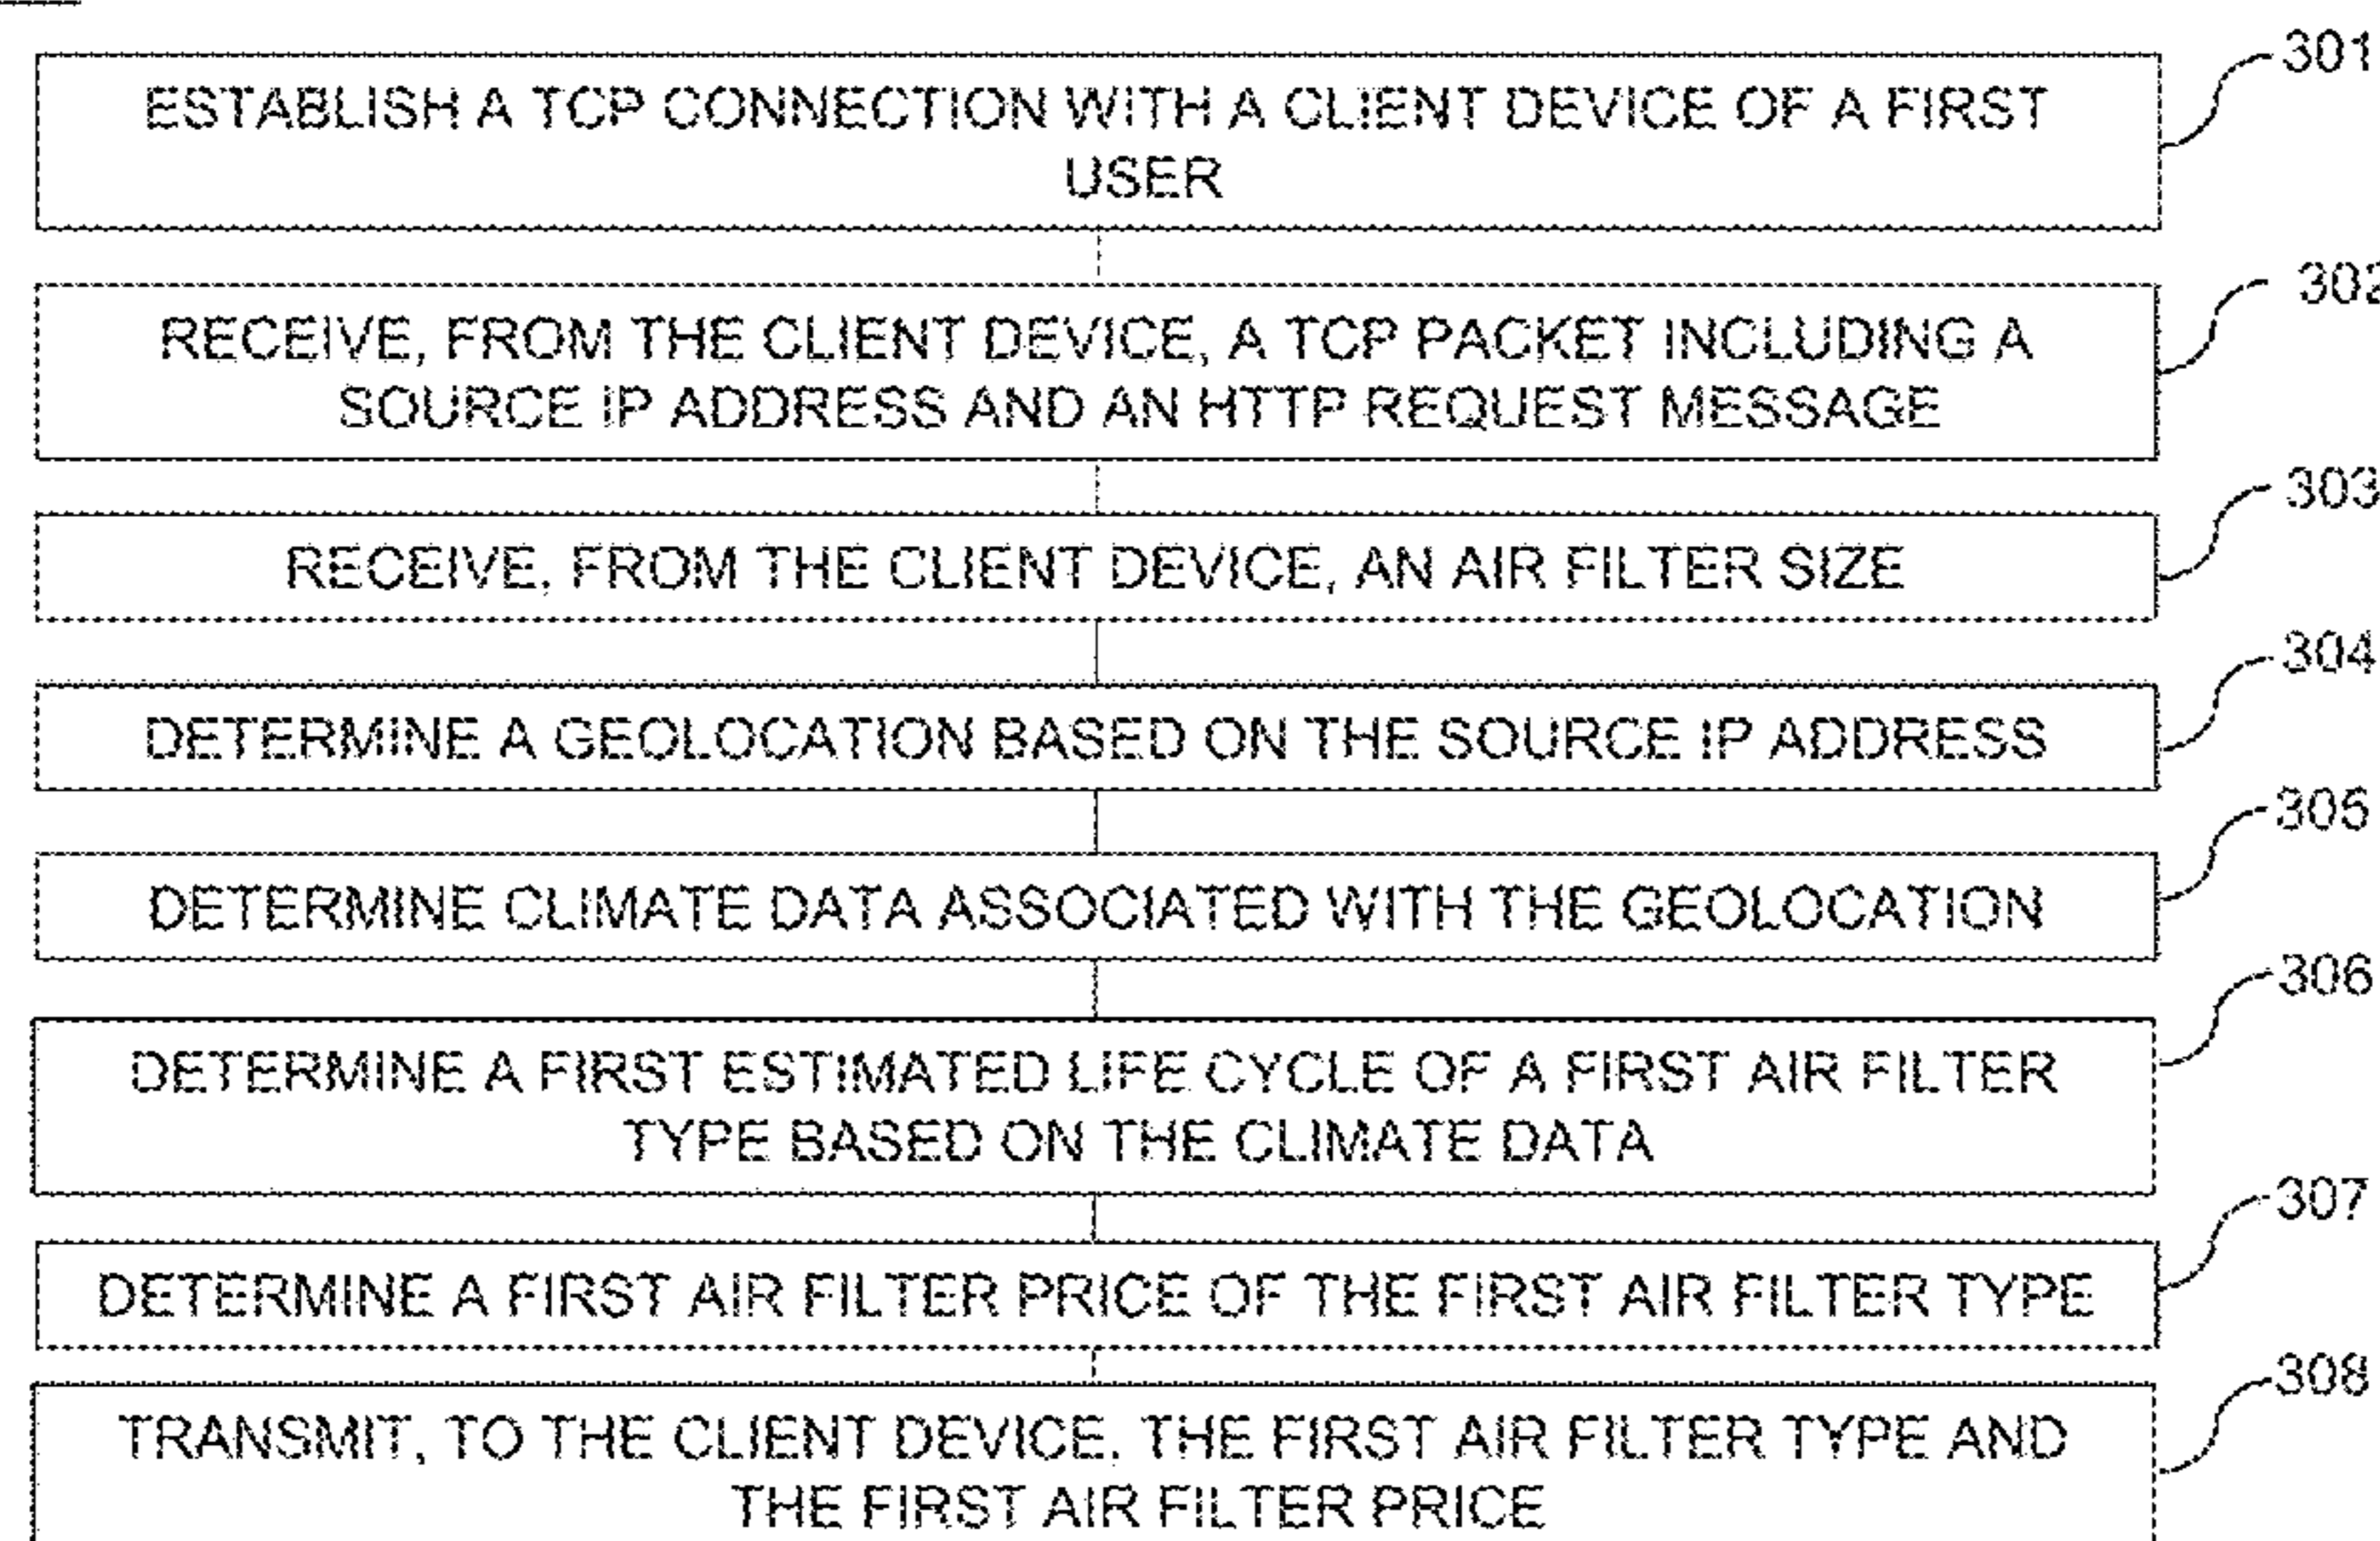 301
ESTABLISH A TCP CONNECTION WITH A CLIENT DEVICE OF A FIRST
USER
302
RECEIVE, FROM THE CLIENT DEVICE, A TCP PACKET INCLUDING A
SOURCE IP ADDRESS AND AN HTTP REQUEST MESSAGE
303
RECEIVE, FROM THE CLIENT DEVICE, AN AIR FILTER SIZE
304
DETERMINE A GEOLOCATION BASED ON THE SOURCE IP ADDRESS
305
DETERMINE CLIMATE DATA ASSOCIATED WITH THE GEOLOCATION
306
DETERMINE A FIRST ESTIMATED LIFE CYCLE OF A FIRST AIR FILTER
TYPE BASED ON THE CLIMATE DATA
307
DETERMINE A FIRST AIR FILTER PRICE OF THE FIRST AIR FILTER TYPE
308
TRANSMIT, TO THE CLIENT DEVICE, THE FIRST AIR FILTER TYPE AND
THE FIRST AIR FILTER PRICE